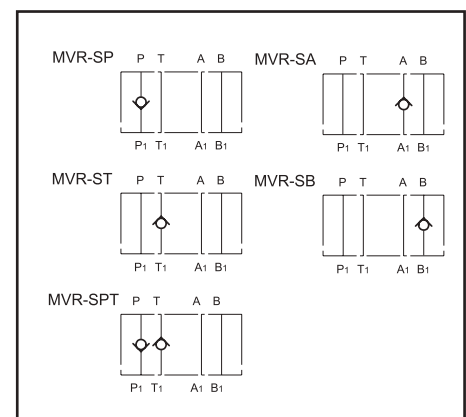 MVR-SP P T A B
P1 T1 A1 B1
MVR-SA P T A B
P1 T1 A1 B1
MVR-ST P T A B
P1 T1 A1 B1
MVR-SB P T A B
P1 T1 A1 B1
MVR-SPT P T A B
P1 T1 A1 B1